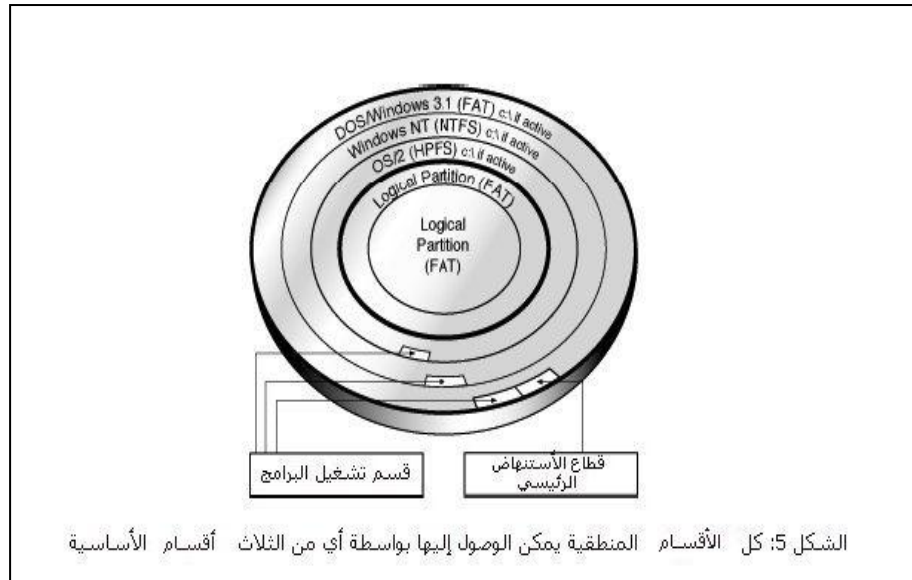 DOS/Windows 3.1 (FAT) c:\ if active
Windows NT (NTFS) c:\ if active
OS/2 (HPFS) c:\ if active
Logical Partition (FAT)
Logical
Partition
(FAT)
قطاع الأستنهاض
الرئيسي
قسم تشغيل البرامج
الشكل 5: كل الأقسام المنطقية يمكن الوصول إليها بواسطة أي من الثلاث أقسام الأساسية